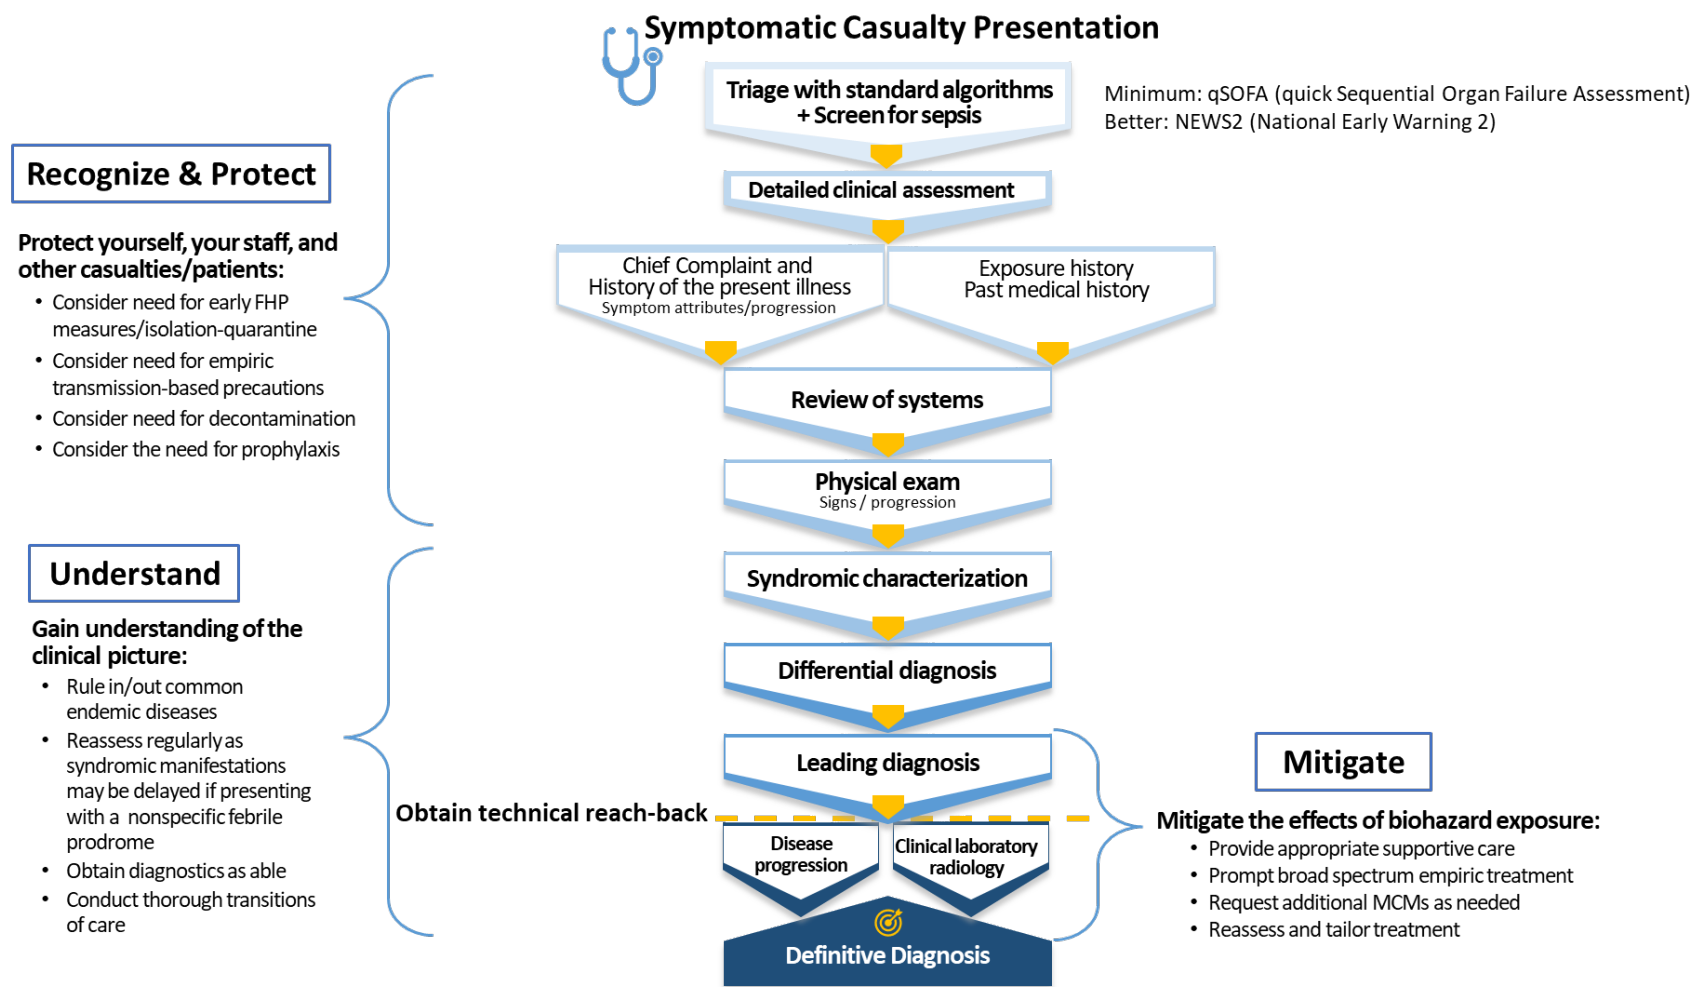 Symptomatic Casualty Presentation
Triage with standard algorithms
+ Screen for sepsis
Minimum: qSOFA (quick Sequential Organ Failure Assessment)
Better: NEWS2 (National Early Warning 2)
Recognize & Protect
Protect yourself, your staff, and
other casualties/patients:
• Consider need for early FHP
measures/isolation-quarantine
• Consider need for empiric
transmission-based precautions
• Consider need for decontamination
• Consider the need for prophylaxis
Detailed clinical assessment
Chief Complaint and
History of the present illness
Symptom attributes/progression
Exposure history
Past medical history
Review of systems
Physical exam
Signs / progression
Understand
Gain understanding of the
clinical picture:
• Rule in/out common
endemic diseases
• Reassess regularly as
syndromic manifestations
may be delayed if presenting
with a nonspecific febrile
prodrome
• Obtain diagnostics as able
• Conduct thorough transitions
of care
Syndromic characterization
Differential diagnosis
Leading diagnosis
Obtain technical reach-back
Disease
progression
Clinical laboratory
radiology
Definitive Diagnosis
Mitigate
Mitigate the effects of biohazard exposure:
• Provide appropriate supportive care
• Prompt broad spectrum empiric treatment
• Request additional MCMs as needed
• Reassess and tailor treatment